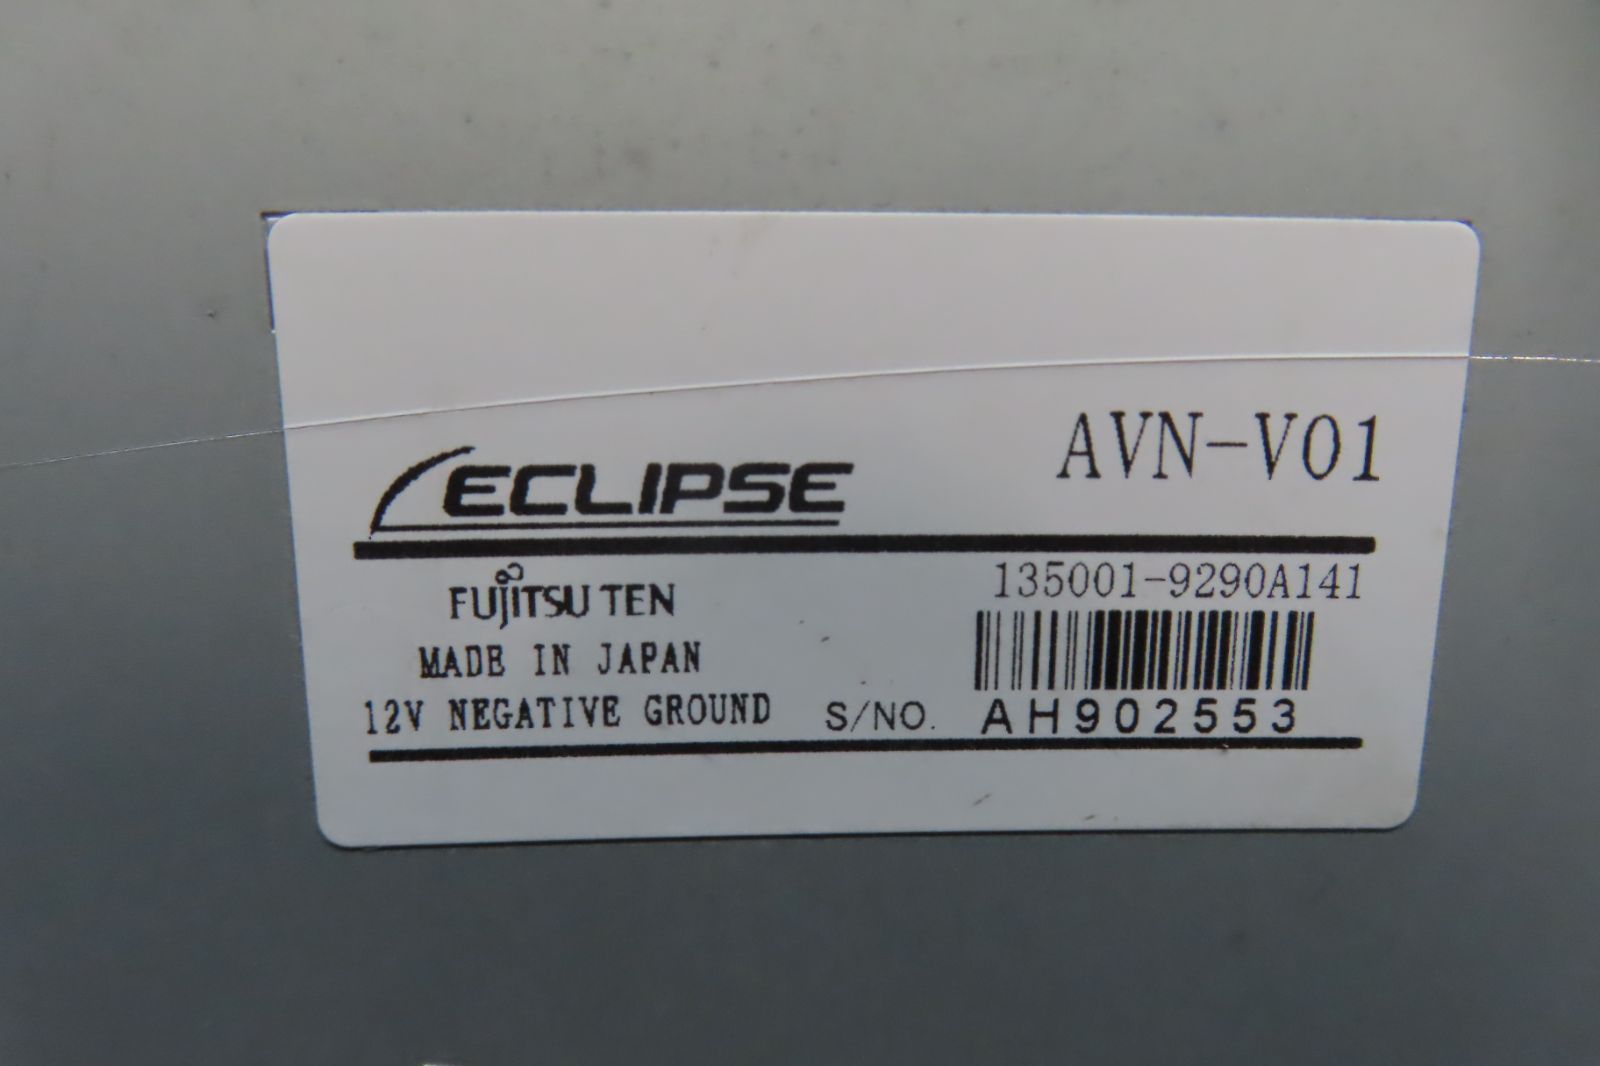 ECLIPSE
AVN-V01
FUJITSU TEN
135001-9290A141
MADE IN JAPAN
12V NEGATIVE GROUND
S/NO. AH902553